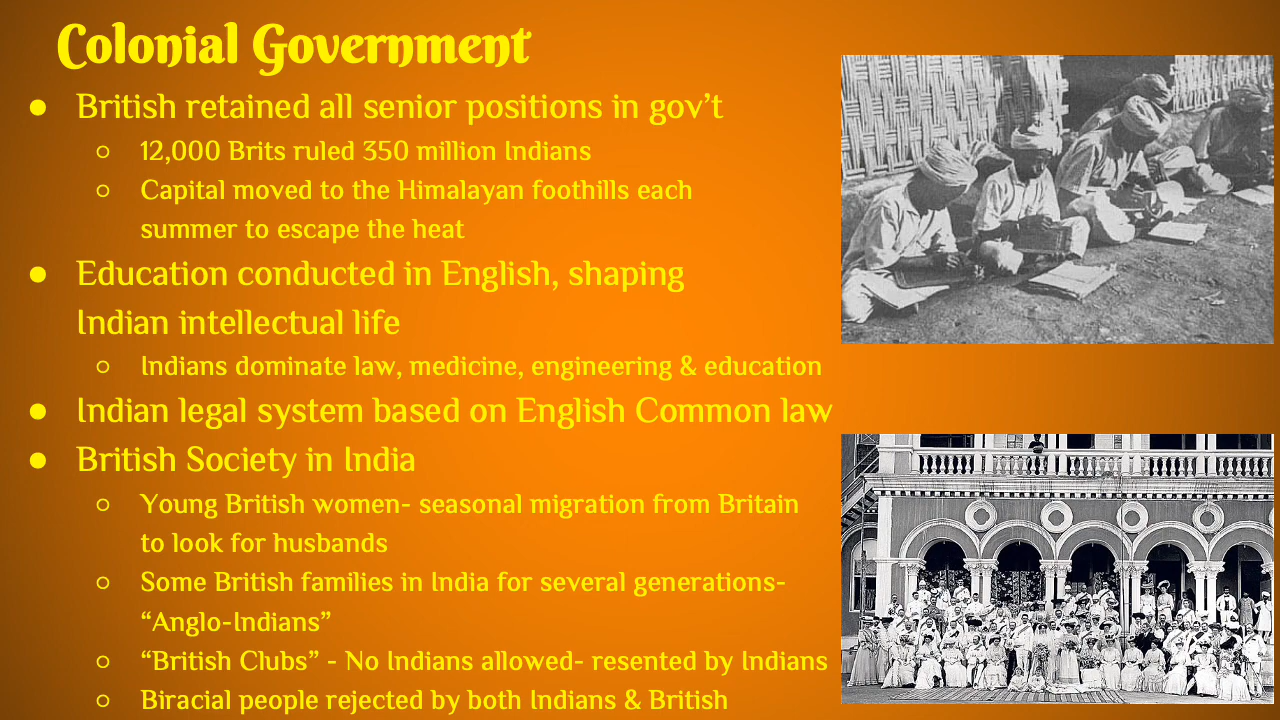 Colonial Government
● British retained all senior positions in gov’t
○ 12,000 Brits ruled 350 million Indians
○ Capital moved to the Himalayan foothills each
summer to escape the heat
● Education conducted in English, shaping
Indian intellectual life
○ Indians dominate law, medicine, engineering & education
● Indian legal system based on English Common law
● British Society in India
○ Young British women- seasonal migration from Britain
to look for husbands
○ Some British families in India for several generations-
“Anglo-Indians”
○ “British Clubs” - No Indians allowed- resented by Indians
○ Biracial people rejected by both Indians & British